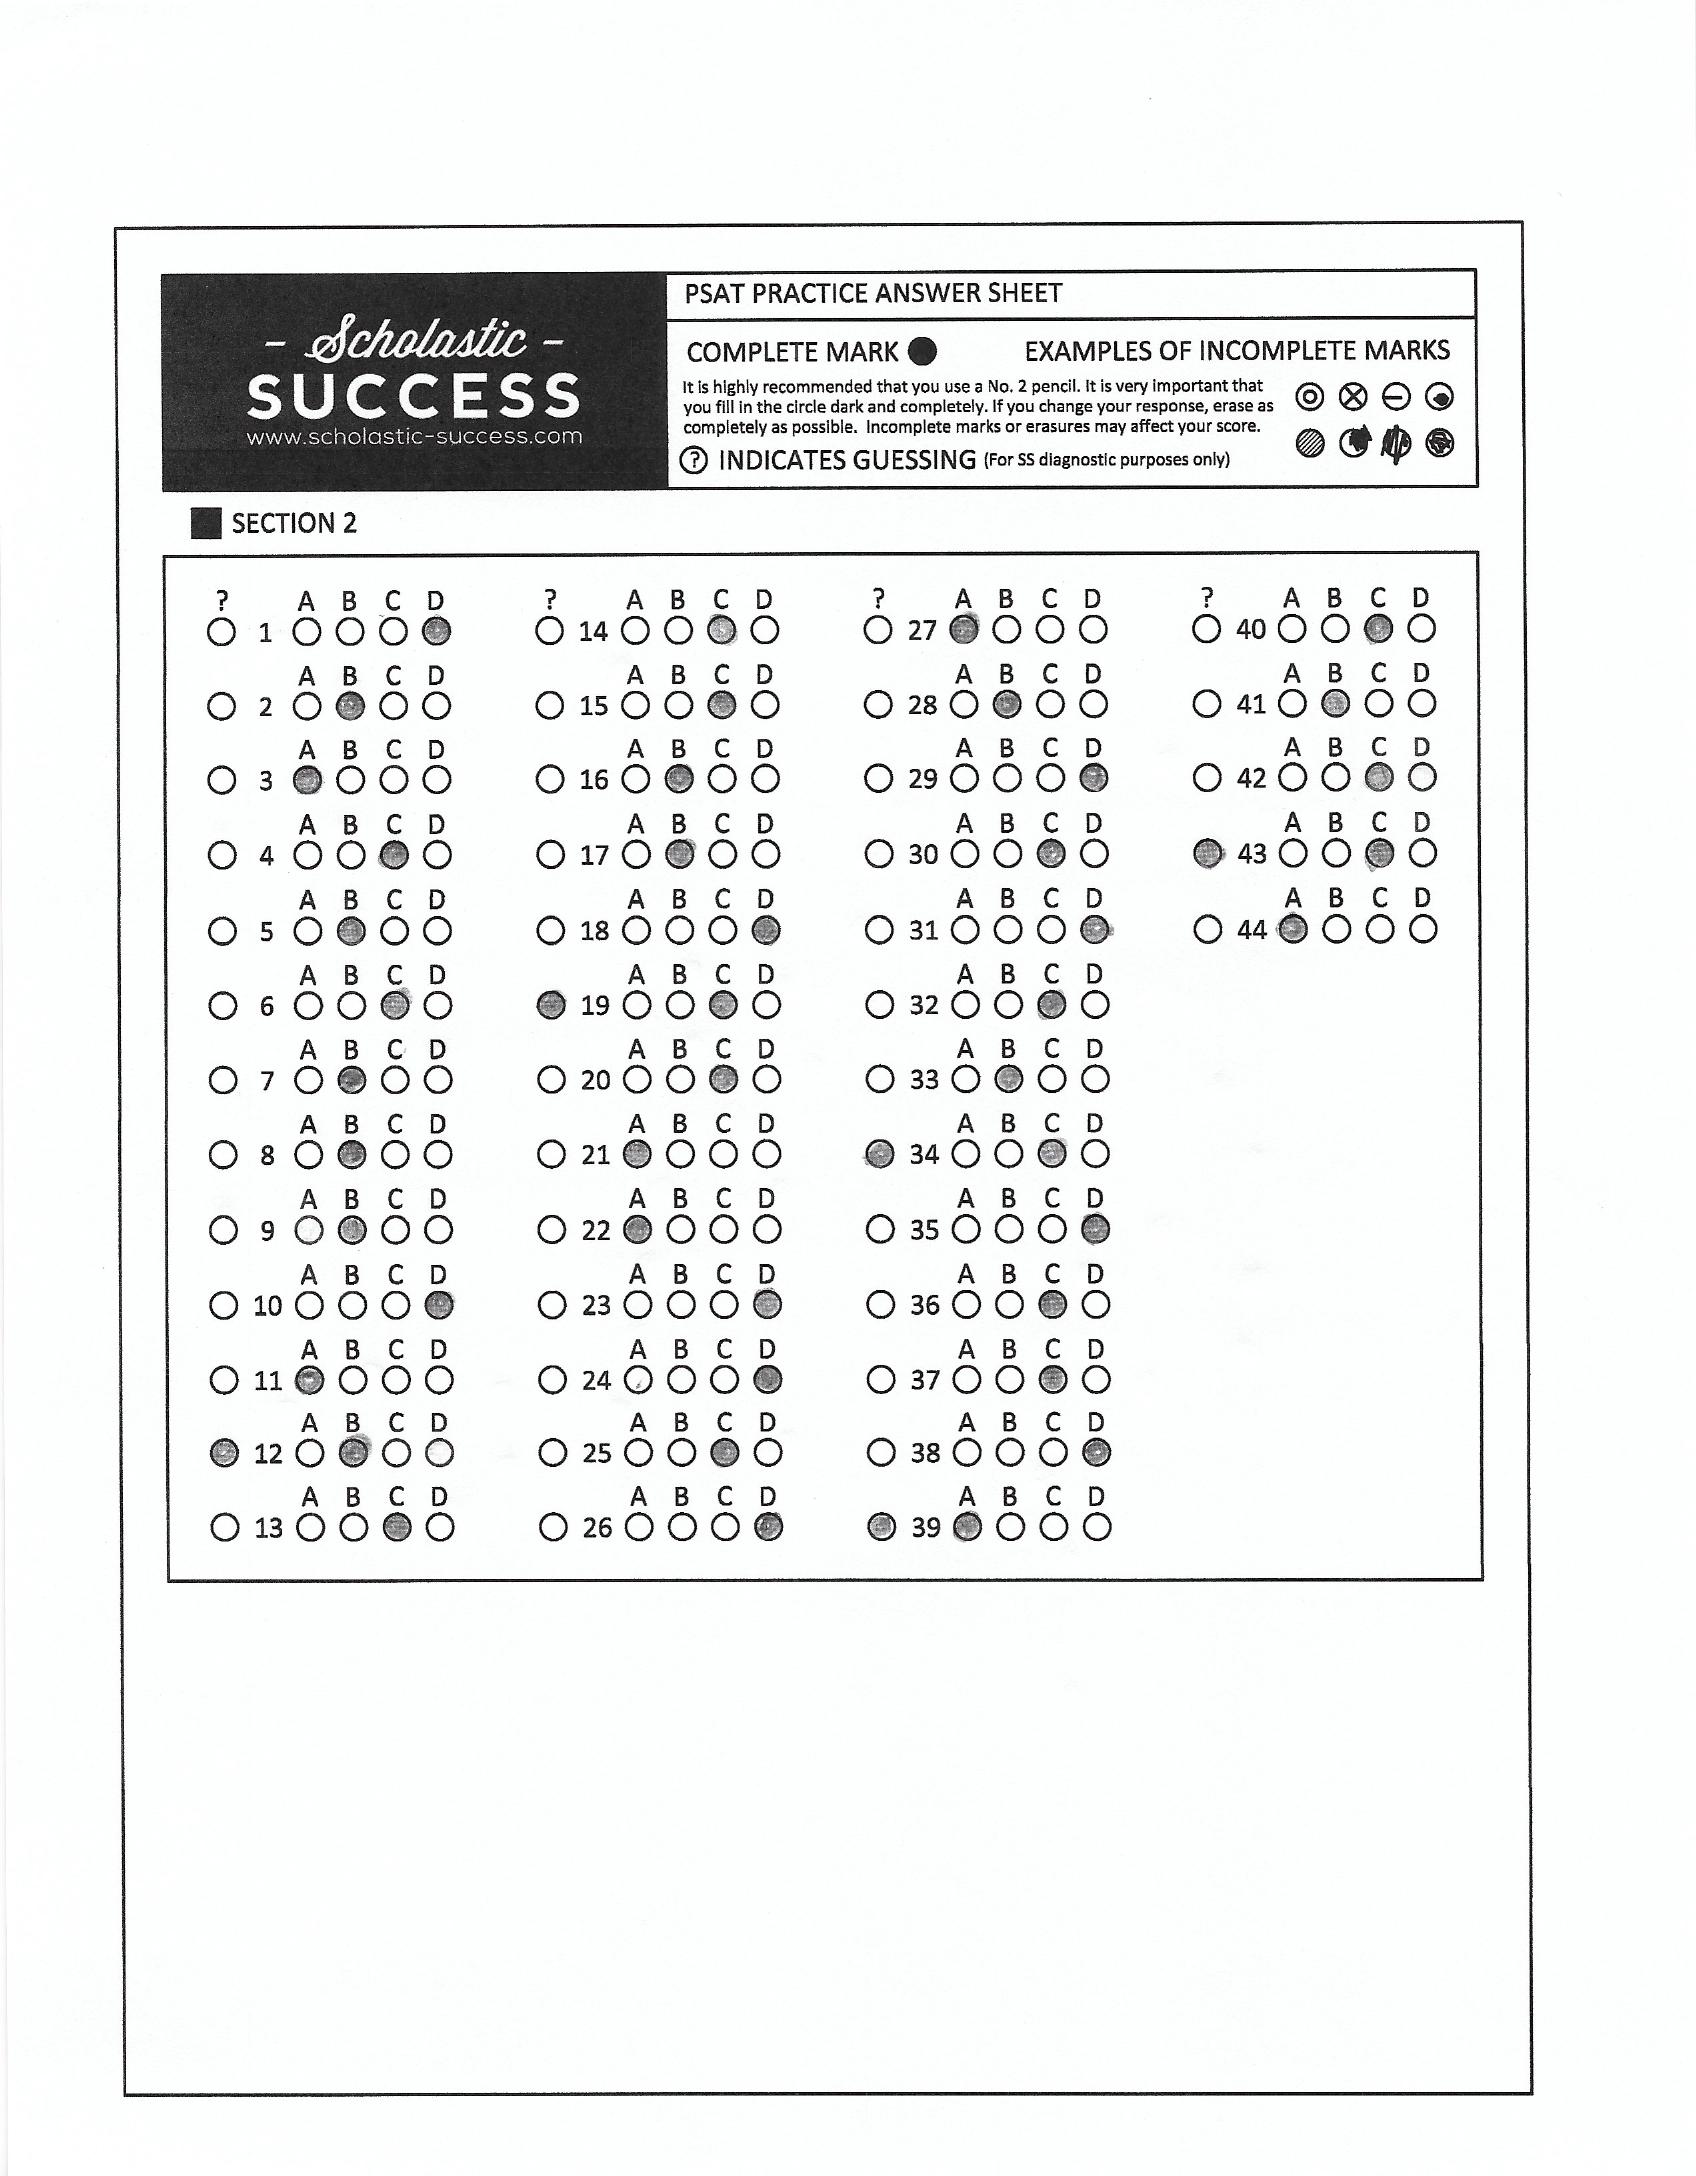 - Scholastic -
SUCCESS
www.scholastic-success.com
PSAT PRACTICE ANSWER SHEET
COMPLETE MARK EXAMPLES OF INCOMPLETE MARKS
It is highly recommended that you use a No. 2 pencil. It is very important that
you fill in the circle dark and completely. If you change your response, erase as
completely as possible. Incomplete marks or erasures may affect your score.
? INDICATES GUESSING (For SS diagnostic purposes only)
SECTION 2
? A B C D ? A B C D ? A B C D ? A B C D
1 14 27 40
A B C D A B C D A B C D A B C D
2 15 28 41
A B C D A B C D A B C D A B C D
3 16 29 42
A B C D A B C D A B C D A B C D
4 17 30 43
A B C D A B C D A B C D A B C D
5 18 31 44
A B C D A B C D A B C D
6 19 32
A B C D A B C D A B C D
7 20 33
A B C D A B C D A B C D
8 21 34
A B C D A B C D A B C D
9 22 35
A B C D A B C D A B C D
10 23 36
A B C D A B C D A B C D
11 24 37
A B C D A B C D A B C D
12 25 38
A B C D A B C D A B C D
13 26 39